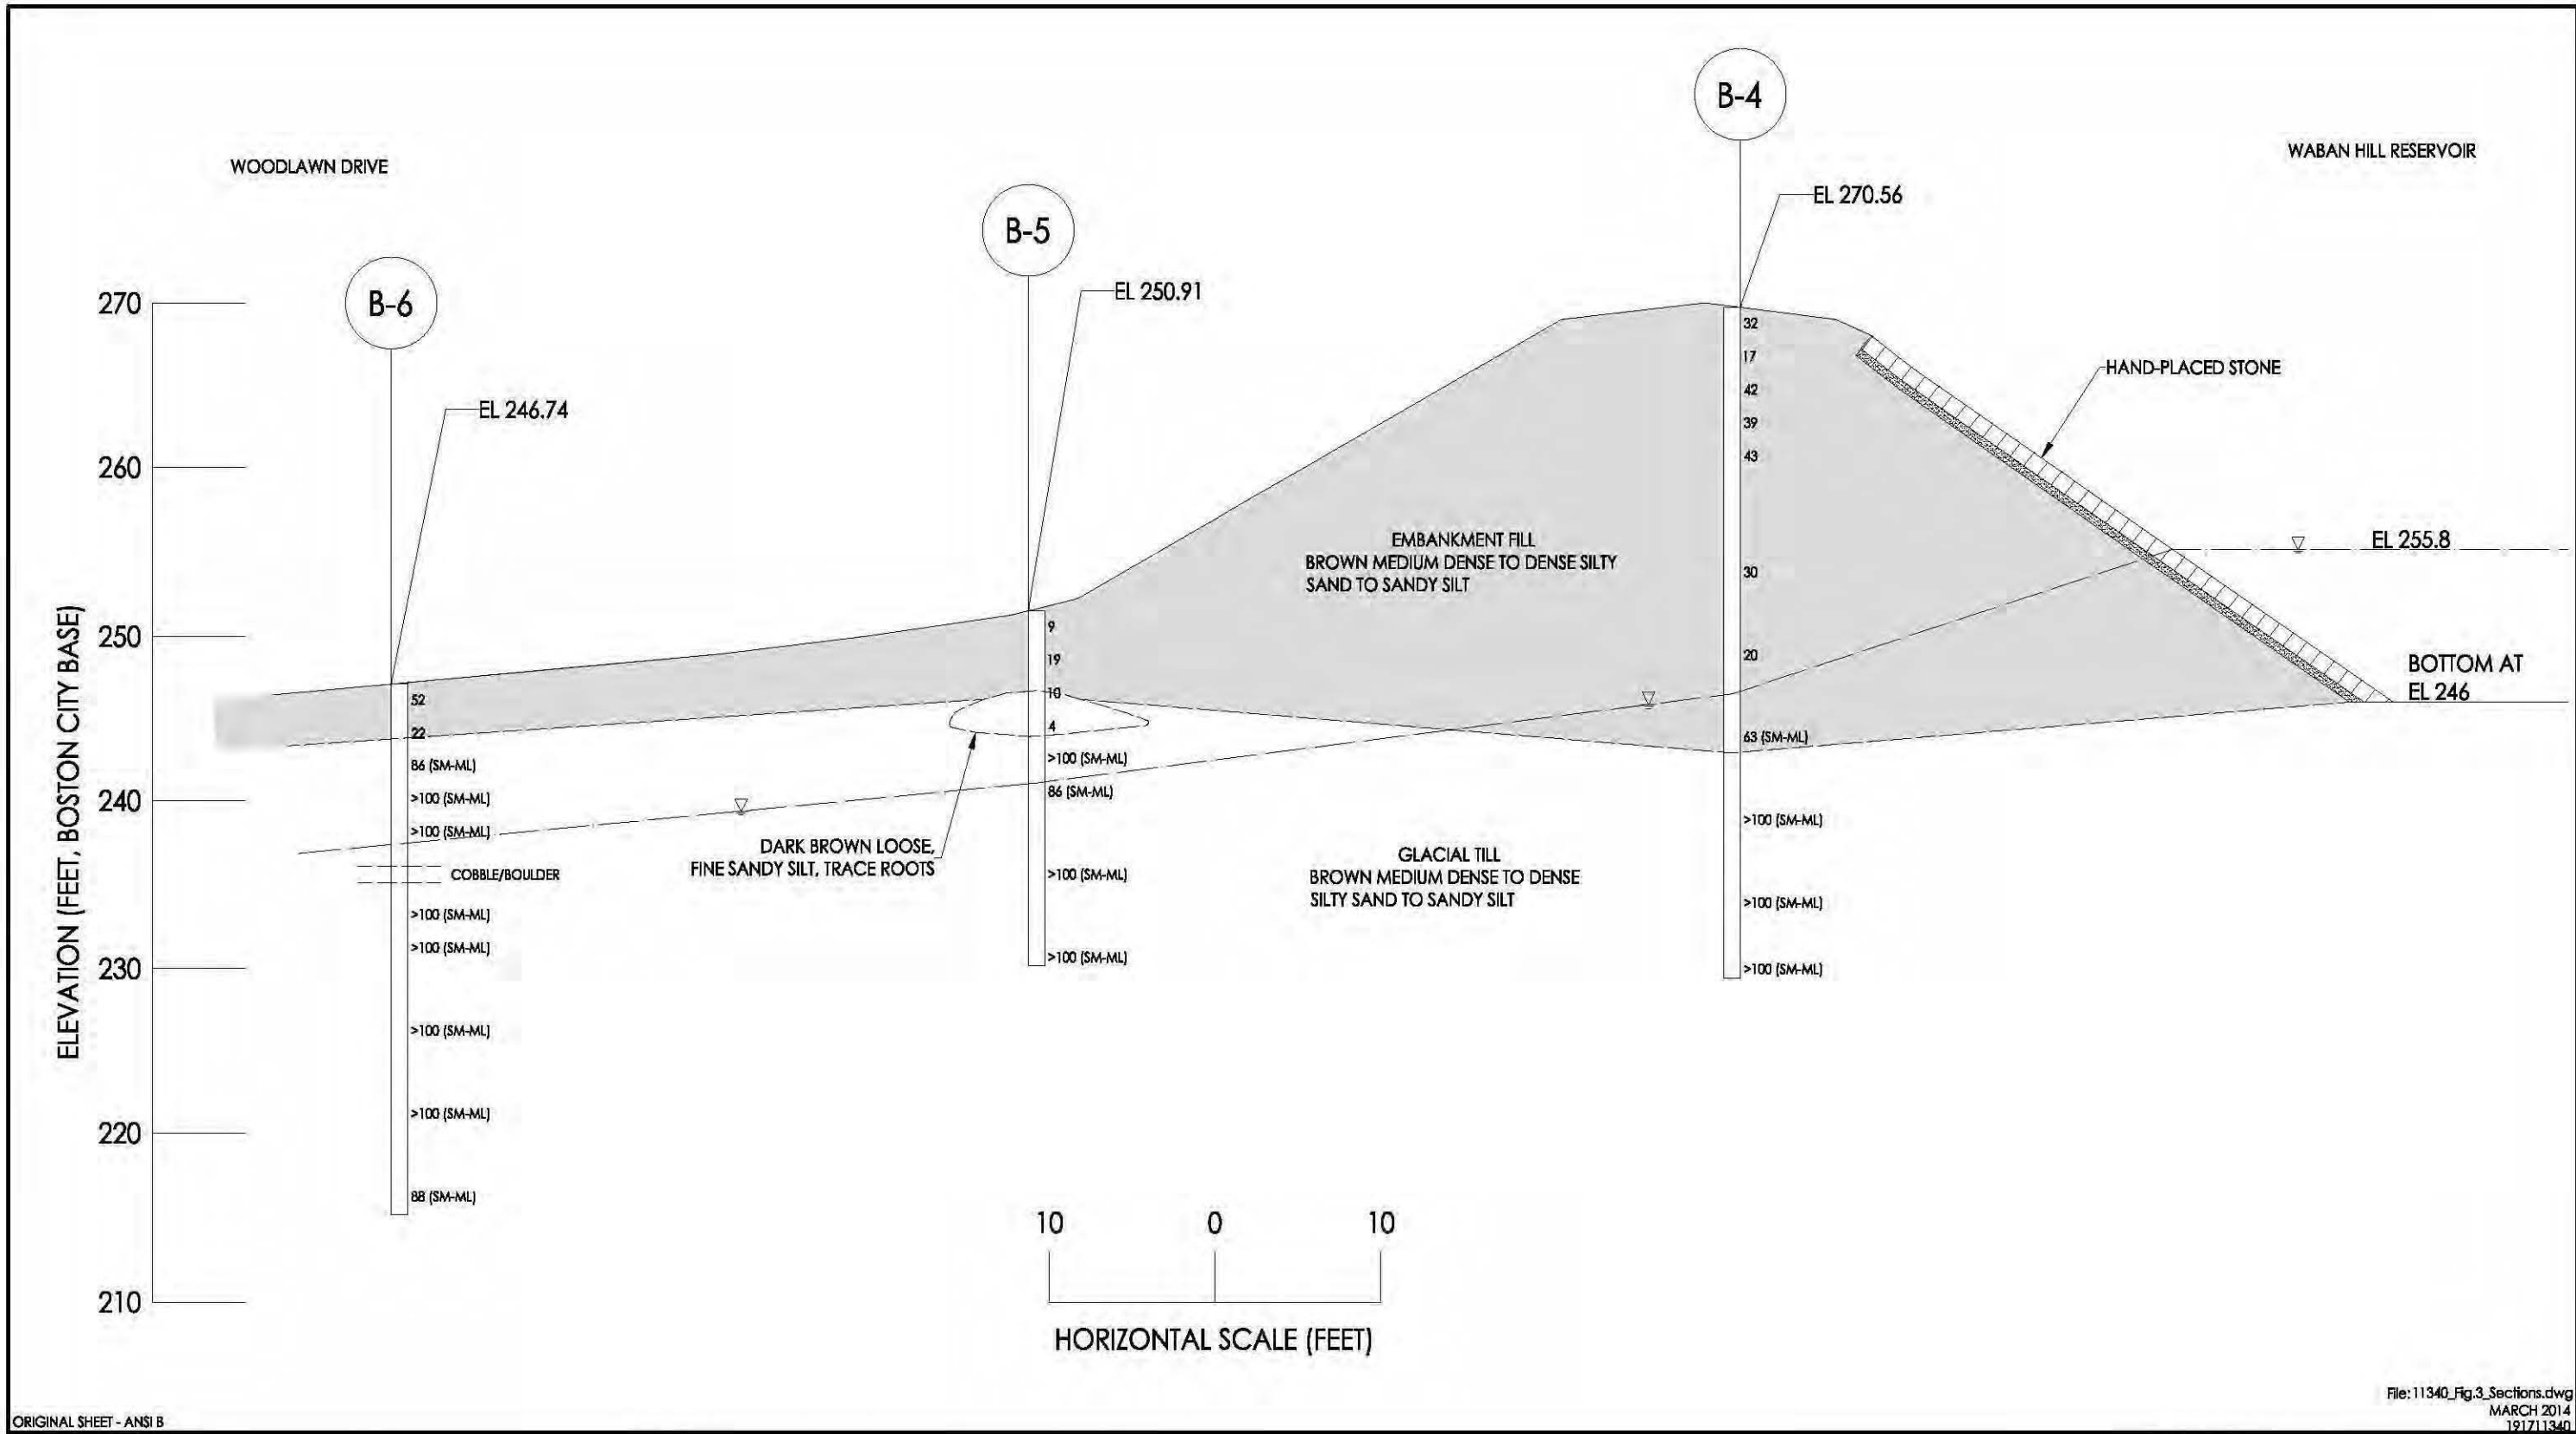 B-4
WOODLAWN DRIVE
WABAN HILL RESERVOIR
EL 270.56
B-5
EL 250.91
B-6
EL 246.74
270
260
250
240
230
220
210
ELEVATION (FEET, BOSTON CITY BASE)
HAND-PLACED STONE
EMBANKMENT FILL
BROWN MEDIUM DENSE TO DENSE SILTY
SAND TO SANDY SILT
EL 255.8
BOTTOM AT
EL 246
52
22
86 (SM-ML)
>100 (SM-ML)
>100 (SM-ML)
COBBLE/BOULDER
>100 (SM-ML)
>100 (SM-ML)
>100 (SM-ML)
>100 (SM-ML)
88 (SM-ML)
9
19
10
4
>100 (SM-ML)
86 (SM-ML)
>100 (SM-ML)
>100 (SM-ML)
DARK BROWN LOOSE,
FINE SANDY SILT, TRACE ROOTS
32
17
42
39
43
30
20
63 (SM-ML)
>100 (SM-ML)
>100 (SM-ML)
>100 (SM-ML)
GLACIAL TILL
BROWN MEDIUM DENSE TO DENSE
SILTY SAND TO SANDY SILT
10 0 10
HORIZONTAL SCALE (FEET)
File: 11340_Fig.3_Sections.dwg
MARCH 2014
191711340
ORIGINAL SHEET - ANSI B